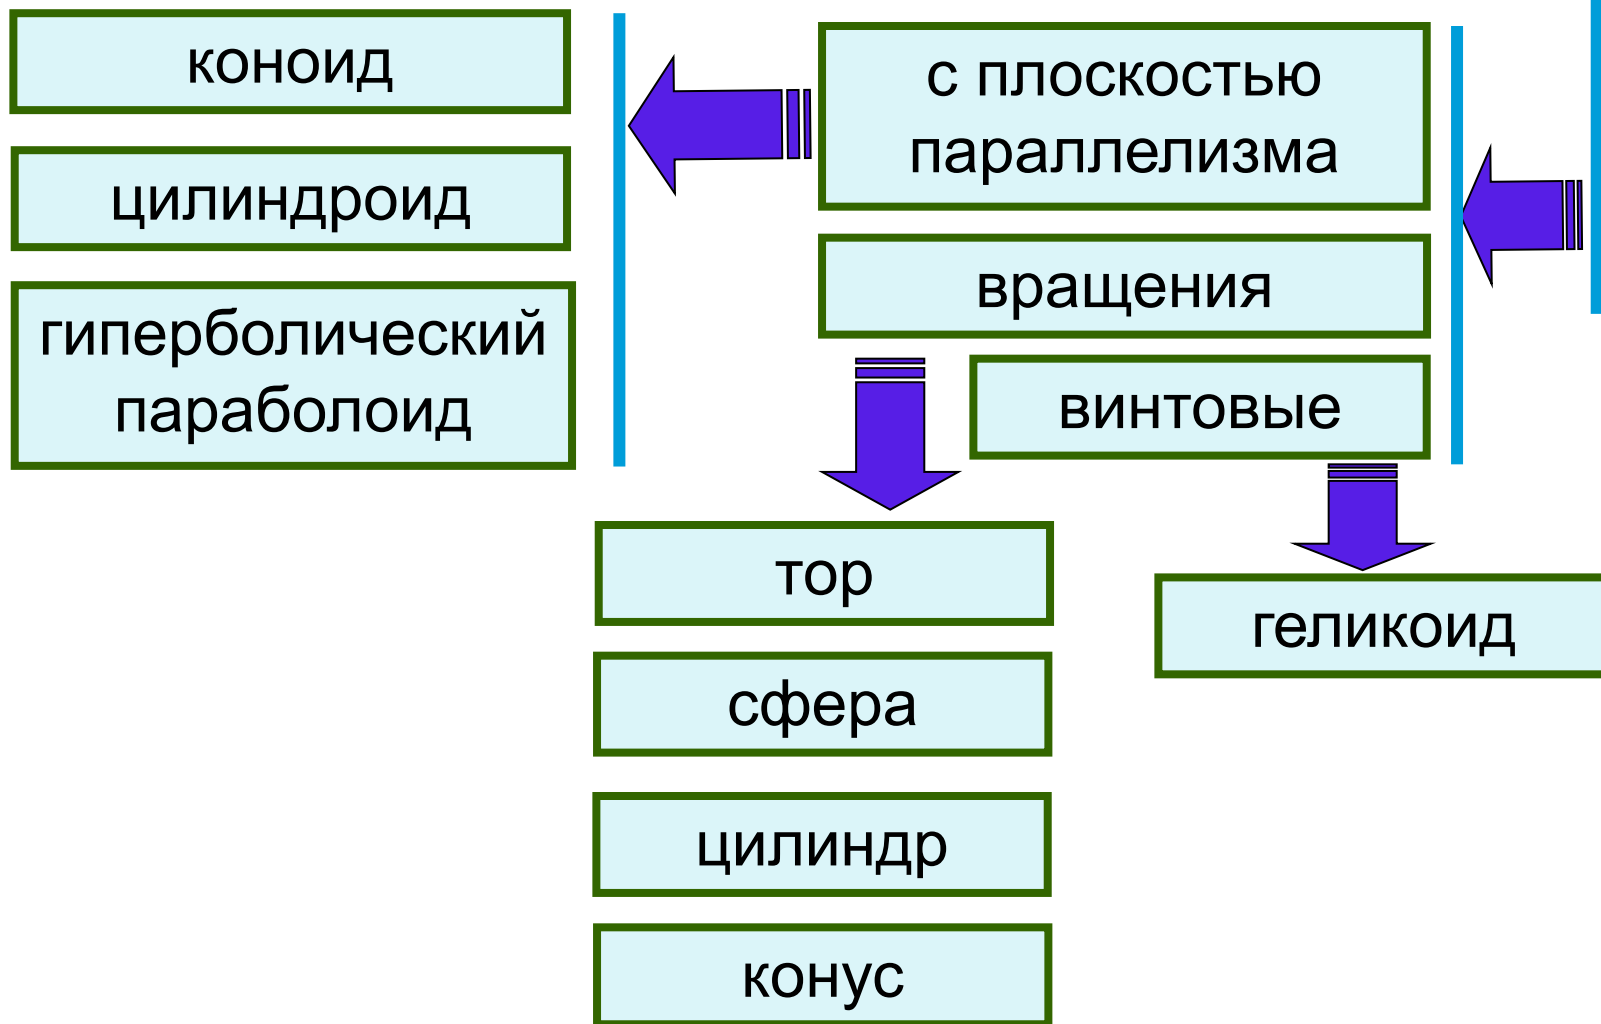 коноид
цилиндроид
гиперболический
параболоид
с плоскостью
параллелизма
вращения
винтовые
тор
сфера
цилиндр
конус
геликоид